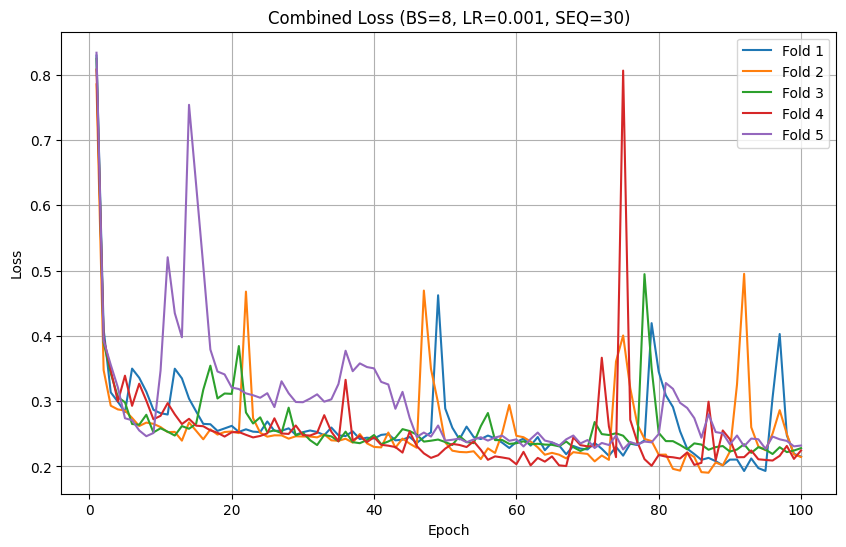 Combined Loss (BS=8, LR=0.001, SEQ=30)
Loss
0.8
0.7
0.6
0.5
0.4
0.3
0.2
Fold 1
Fold 2
Fold 3
Fold 4
Fold 5
0 20 40 60 80 100
Epoch